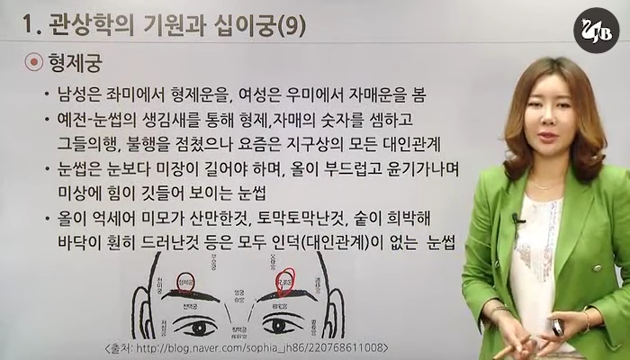 1. 관상학의 기원과 십이궁(9)
형제궁
• 남성은 좌미에서 형제운을, 여성은 우미에서 자매운을 봄
• 예전-눈썹의 생김새를 통해 형제,자매의 숫자를 셈하고
그들의행, 불행을 점쳤으나 요즘은 지구상의 모든 대인관계
• 눈썹은 눈보다 미장이 길어야 하며, 올이 부드럽고 윤기가나며
미상에 힘이 깃들어 보이는 눈썹
• 올이 억세어 미모가 산만한것, 토막토막난것, 숱이 희박해
바닥이 훤히 드러난것 등은 모두 인덕(대인관계)이 없는 눈썹
<출처: http://blog.naver.com/sophia_jh86/220768611008>